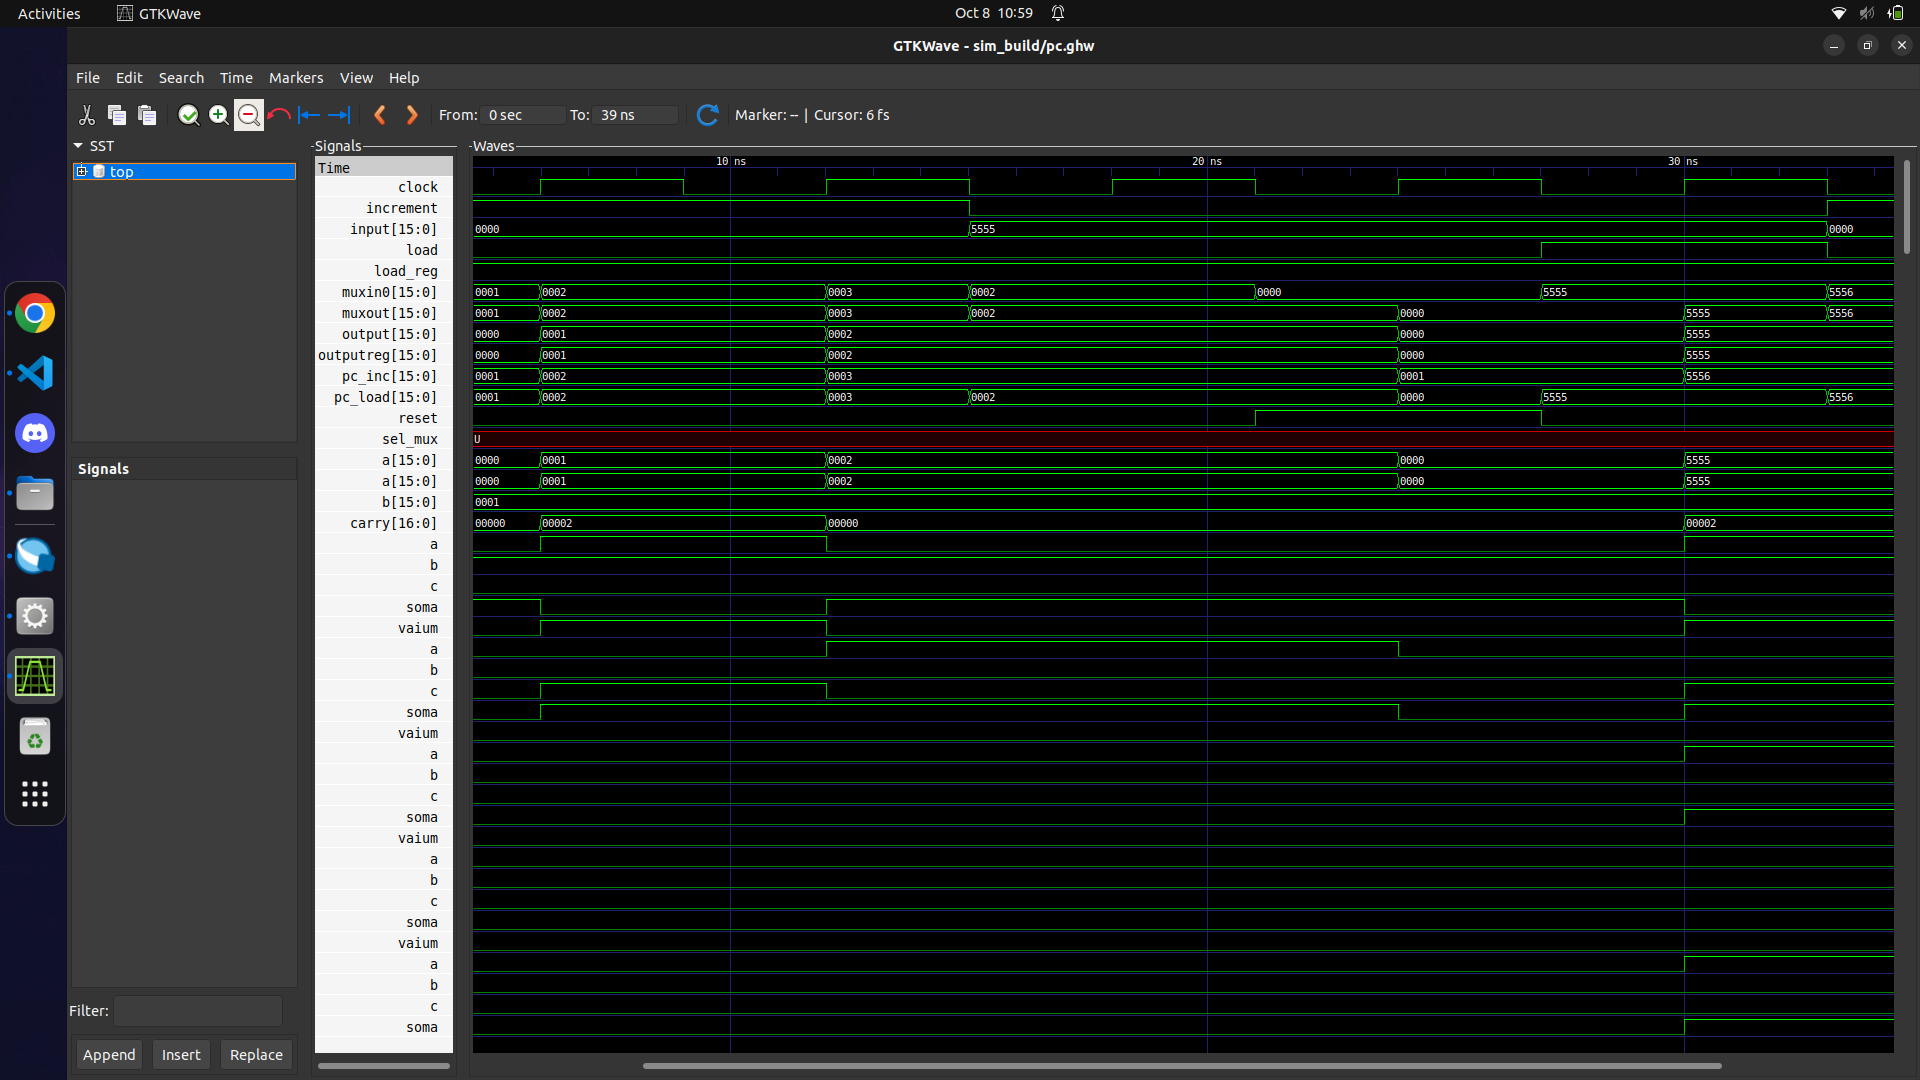 Activities GTKWave Oct 8 10:59
GTKWave - sim_build/pc.ghw
File Edit Search Time Markers View Help
From: 0 sec To: 39 ns Marker: -- | Cursor: 6 fs
SST
top
Signals
Filter:
Append Insert Replace
Signals
Time
clock
increment
input[15:0]
load
load_reg
muxin0[15:0]
muxout[15:0]
output[15:0]
outputreg[15:0]
pc_inc[15:0]
pc_load[15:0]
reset
sel_mux
a[15:0]
a[15:0]
b[15:0]
carry[16:0]
a
b
c
soma
vaium
a
b
c
soma
vaium
a
b
c
soma
vaium
a
b
c
soma
vaium
a
b
c
soma
Waves
10 ns 20 ns 30 ns
0000 5555 0000
0001 0002 0003 0002 0000 5555 5556
0001 0002 0003 0002 0000 5555 5556
0000 0001 0002 0000 5555
0000 0001 0002 0000 5555
0001 0002 0003 0001 5556
0001 0002 0003 0002 0000 5555 5556
U
0000 0001 0002 0000 5555
0000 0001 0002 0000 5555
0001
00000 00002 00000 00002